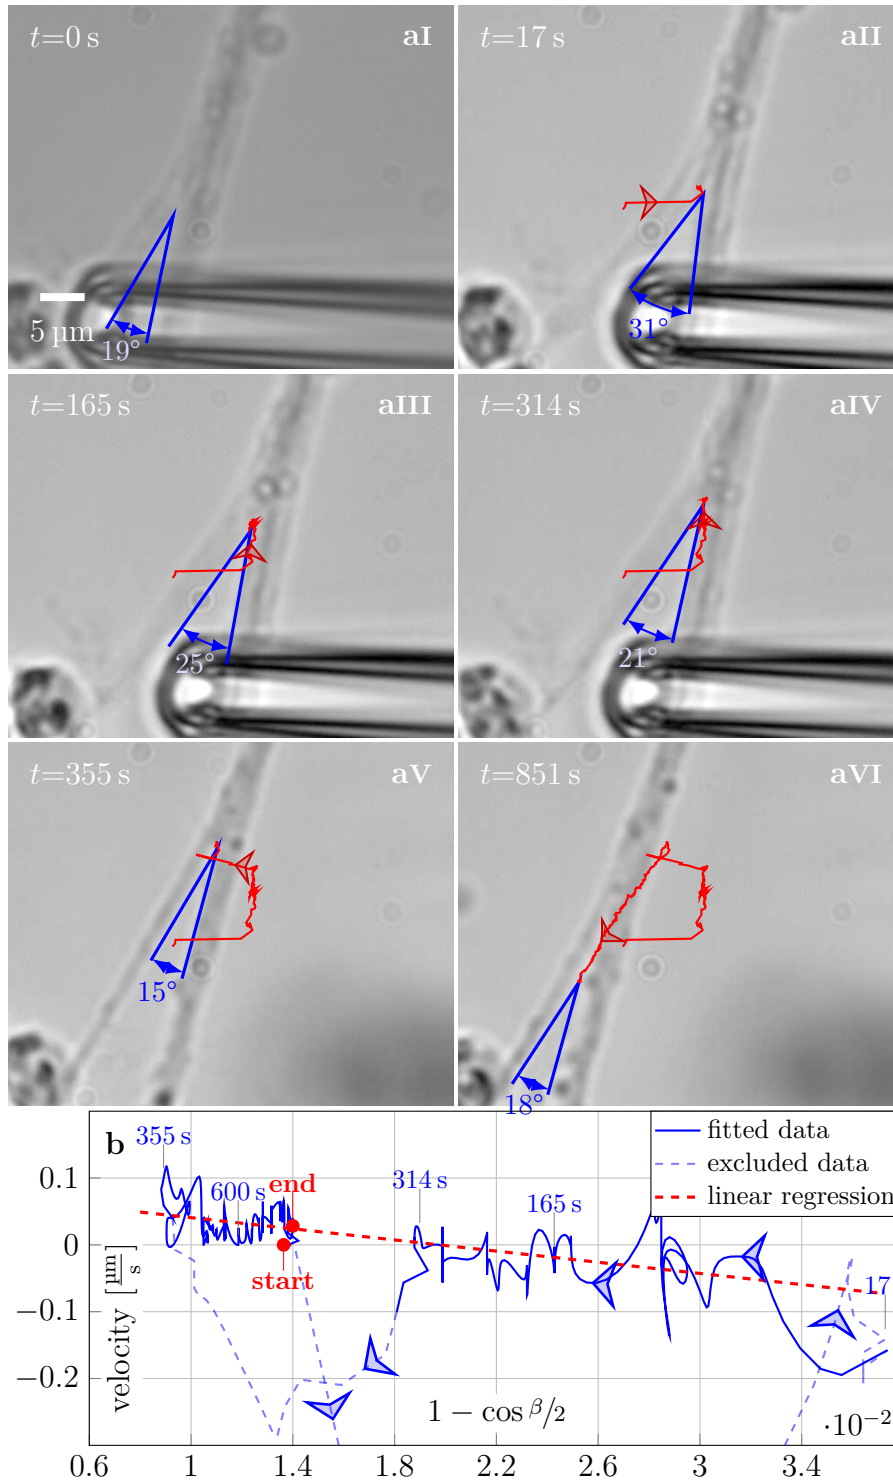 t=0 s aI
5 µm
19°
t=17 s aII
31°
t=165 s aIII
25°
t=314 s aIV
21°
t=355 s aV
15°
t=851 s aVI
18°
b
fitted data
excluded data
linear regression
355 s
600 s
end
start
314 s
165 s
17
velocity [µm/s]
0.1
0
−0.1
−0.2
1 − cos β/2
·10⁻²
0.6 1 1.4 1.8 2.2 2.6 3 3.4